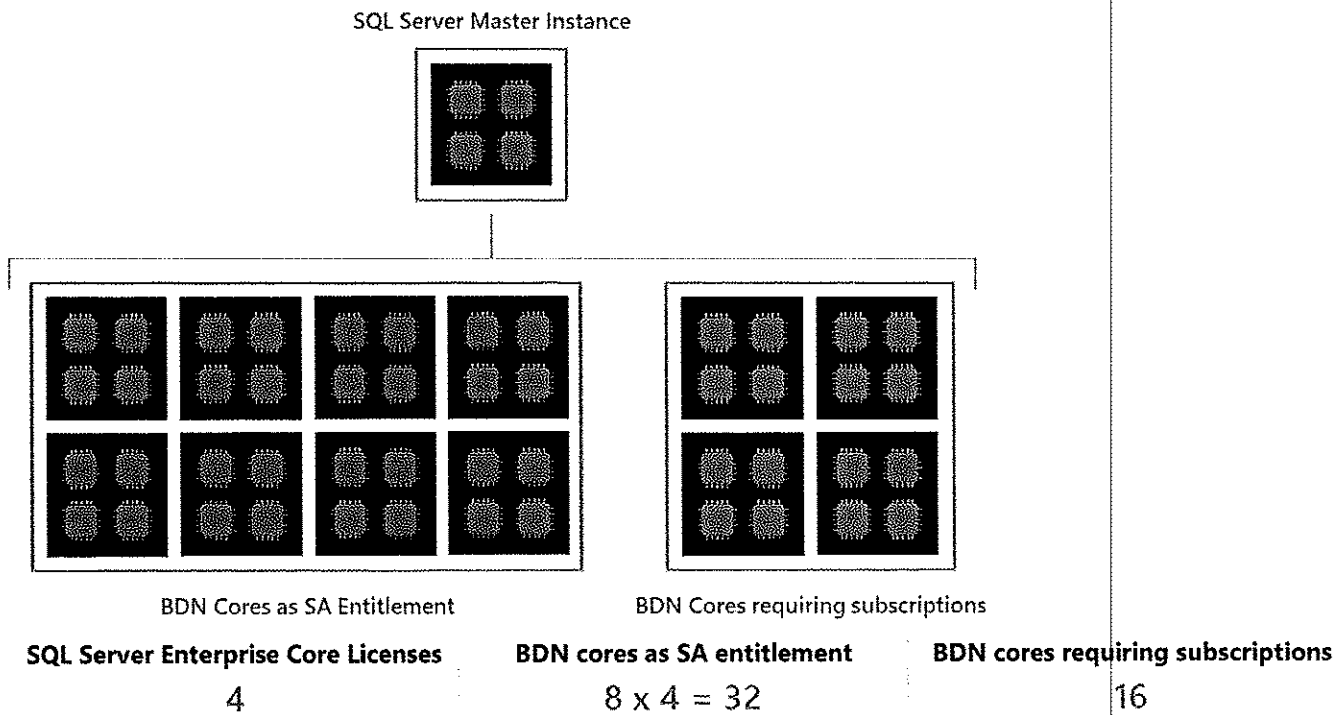 SQL Server Master Instance
BDN Cores as SA Entitlement
BDN Cores requiring subscriptions
SQL Server Enterprise Core Licenses
BDN cores as SA entitlement
BDN cores requiring subscriptions
4
8 x 4 = 32
16